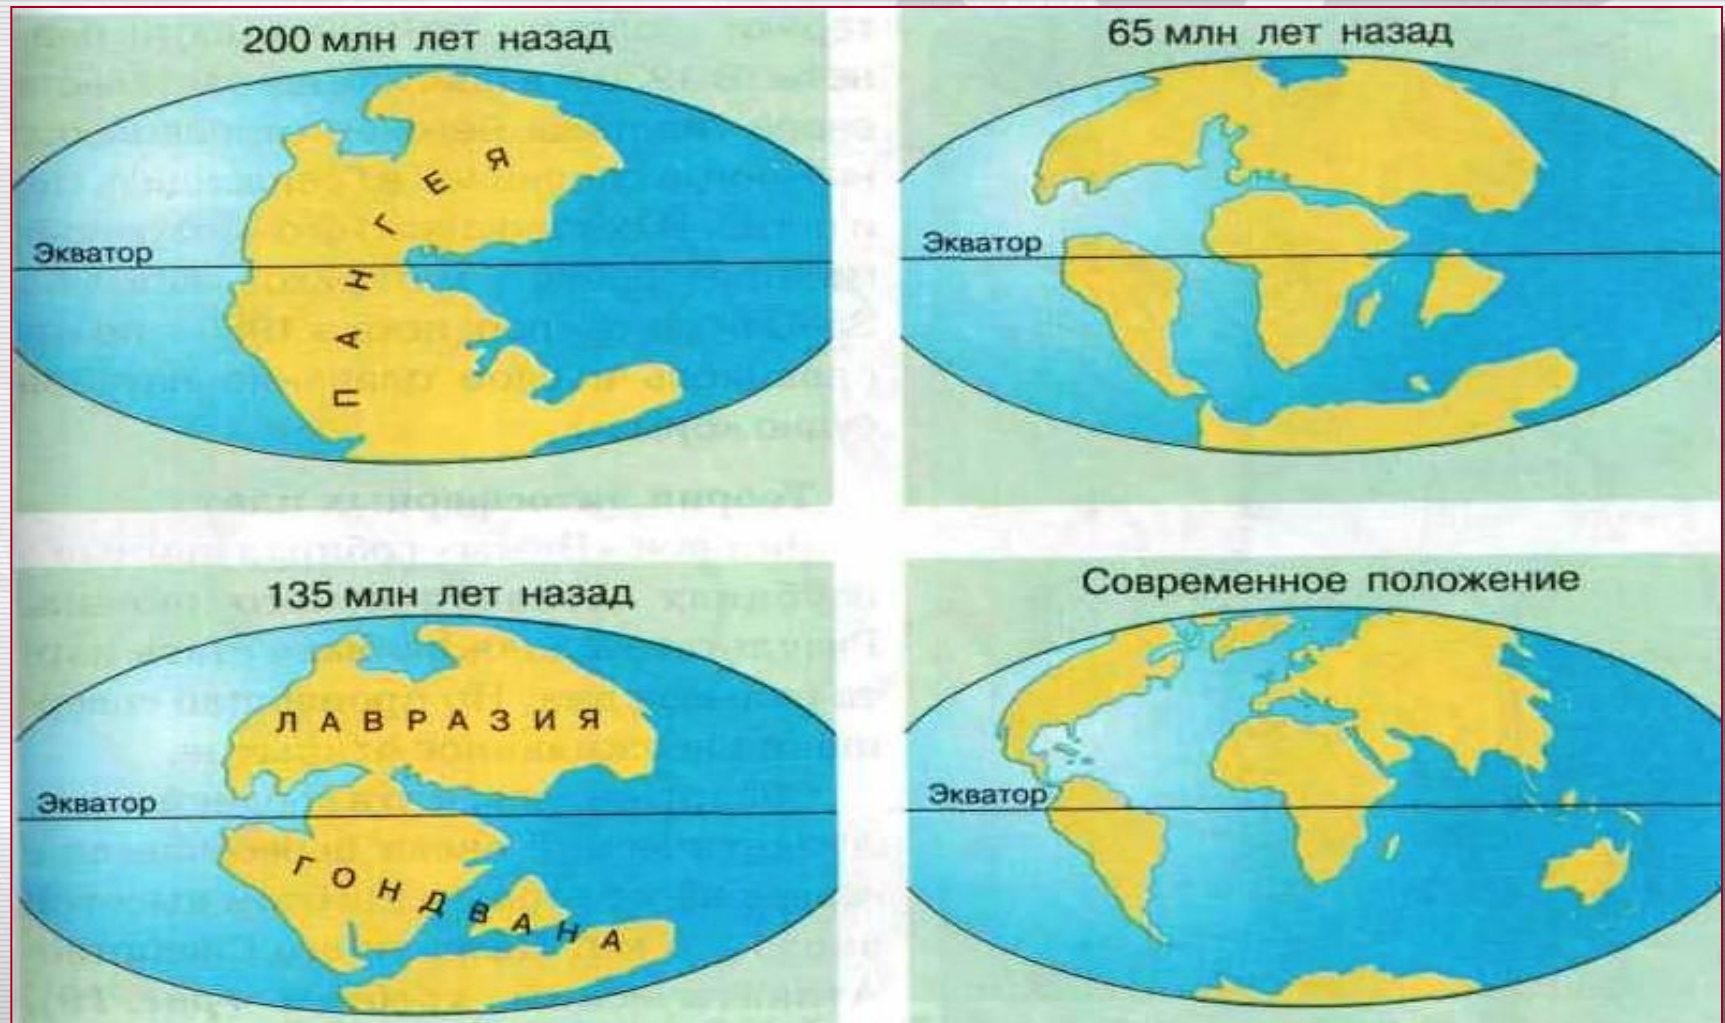 200 млн лет назад
Экватор
ПАНГЕЯ
65 млн лет назад
Экватор
135 млн лет назад
ЛАВРАЗИЯ
Экватор
ГОНДВАНА
Современное положение
Экватор